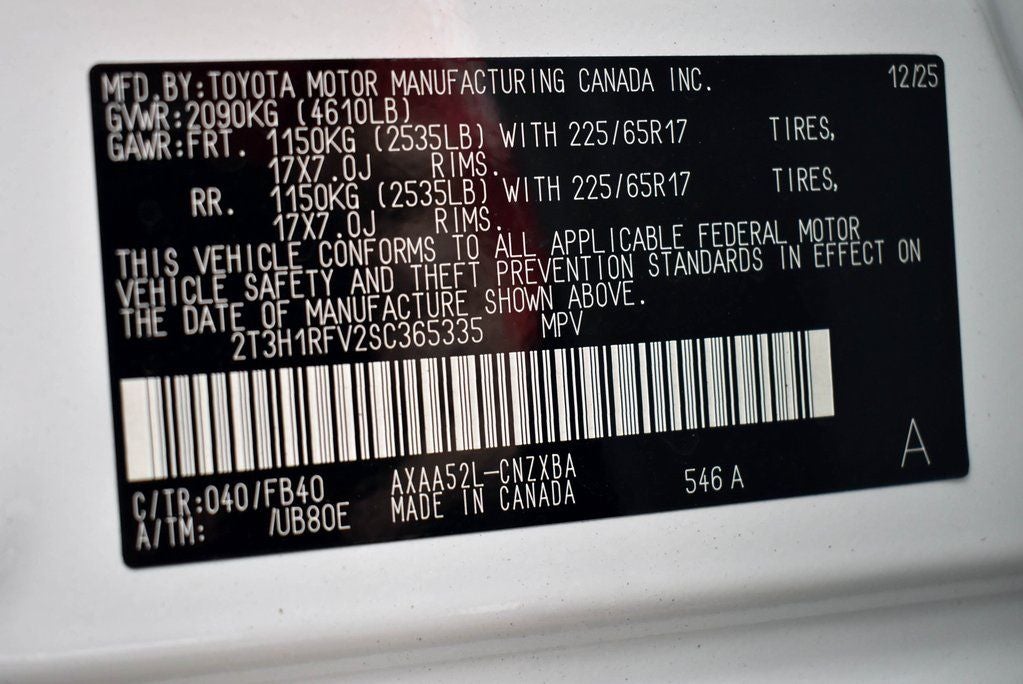 MFD.BY:TOYOTA MOTOR MANUFACTURING CANADA INC. 12/25
GVWR:2090KG (4610LB)
GAWR:FRT. 1150KG (2535LB) WITH 225/65R17 TIRES,
17X7.0J RIMS.
RR. 1150KG (2535LB) WITH 225/65R17 TIRES,
17X7.0J RIMS.
THIS VEHICLE CONFORMS TO ALL APPLICABLE FEDERAL MOTOR
VEHICLE SAFETY AND THEFT PREVENTION STANDARDS IN EFFECT ON
THE DATE OF MANUFACTURE SHOWN ABOVE.
2T3H1RFV2SC365335 MPV
C/TR:040/FB40 AXAA52L-CNZXBA 546 A A
A/TM: /UB80E MADE IN CANADA